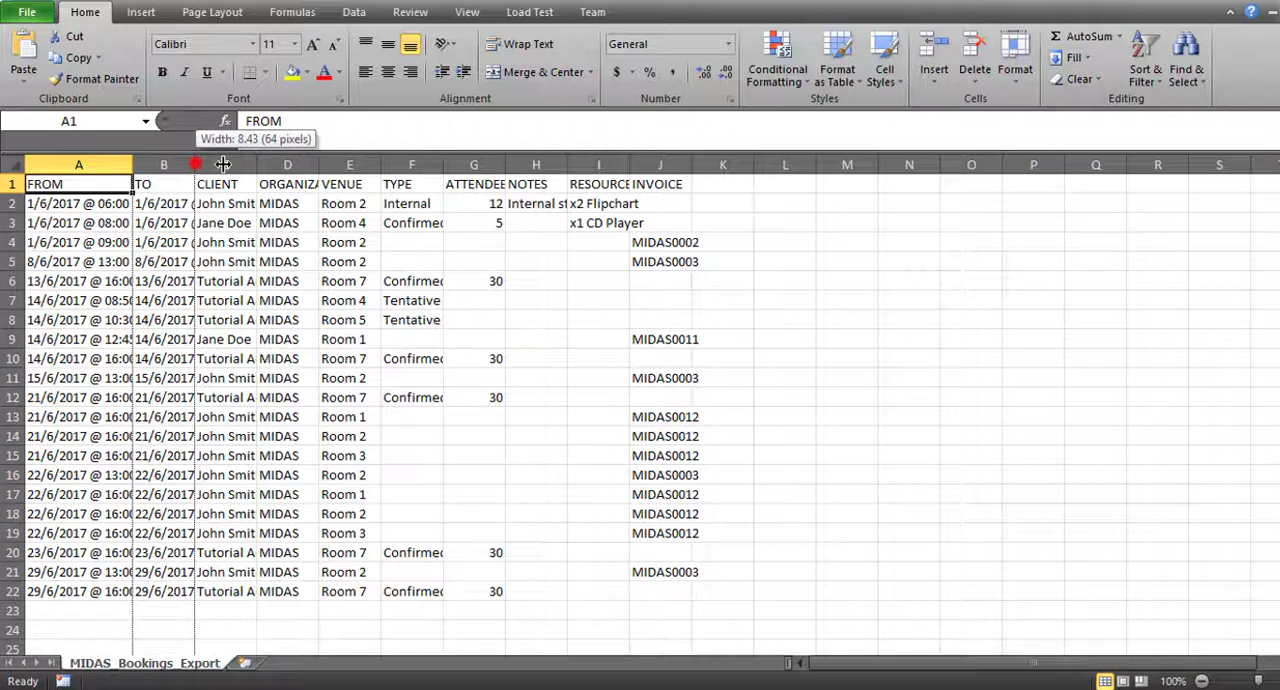 File Home Insert Page Layout Formulas Data Review View Load Test Team
Cut
Copy
Format Painter
Paste
Clipboard
Calibri
B I U
A
Font
Wrap Text
Merge & Center
Alignment
General
$ % ,
Number
Conditional Formatting
Format as Table
Cell Styles
Styles
Insert Delete Format
Cells
AutoSum
Fill
Clear
Sort & Filter
Find & Select
Editing
A1 fx FROM
Width: 8.43 (64 pixels)
A B D E F G H I J K L M N O P Q R S
1 FROM TO CLIENT ORGANIZA VENUE TYPE ATTENDEE NOTES RESOURCE INVOICE
2 1/6/2017 @ 06:00 1/6/2017 ( John Smit MIDAS Room 2 Internal 12 Internal st x2 Flipchart
3 1/6/2017 @ 08:00 1/6/2017 ( Jane Doe MIDAS Room 4 Confirmed 5 x1 CD Player
4 1/6/2017 @ 09:00 1/6/2017 ( John Smit MIDAS Room 2 MIDAS0002
5 8/6/2017 @ 13:00 8/6/2017 ( John Smit MIDAS Room 2 MIDAS0003
6 13/6/2017 @ 16:00 13/6/2017 Tutorial A MIDAS Room 7 Confirmed 30
7 14/6/2017 @ 08:50 14/6/2017 Tutorial A MIDAS Room 4 Tentative
8 14/6/2017 @ 10:30 14/6/2017 Tutorial A MIDAS Room 5 Tentative
9 14/6/2017 @ 12:45 14/6/2017 Jane Doe MIDAS Room 1 MIDAS0011
10 14/6/2017 @ 16:00 14/6/2017 Tutorial A MIDAS Room 7 Confirmed 30
11 15/6/2017 @ 13:00 15/6/2017 John Smit MIDAS Room 2 MIDAS0003
12 21/6/2017 @ 16:00 21/6/2017 Tutorial A MIDAS Room 7 Confirmed 30
13 21/6/2017 @ 16:00 21/6/2017 John Smit MIDAS Room 1 MIDAS0012
14 21/6/2017 @ 16:00 21/6/2017 John Smit MIDAS Room 2 MIDAS0012
15 21/6/2017 @ 16:00 21/6/2017 John Smit MIDAS Room 3 MIDAS0012
16 22/6/2017 @ 13:00 22/6/2017 John Smit MIDAS Room 2 MIDAS0003
17 22/6/2017 @ 16:00 22/6/2017 John Smit MIDAS Room 1 MIDAS0012
18 22/6/2017 @ 16:00 22/6/2017 John Smit MIDAS Room 2 MIDAS0012
19 22/6/2017 @ 16:00 22/6/2017 John Smit MIDAS Room 3 MIDAS0012
20 23/6/2017 @ 16:00 23/6/2017 Tutorial A MIDAS Room 7 Confirmed 30
21 29/6/2017 @ 13:00 29/6/2017 John Smit MIDAS Room 2 MIDAS0003
22 29/6/2017 @ 16:00 29/6/2017 Tutorial A MIDAS Room 7 Confirmed 30
23
24
25
MIDAS_Bookings_Export
Ready 100%